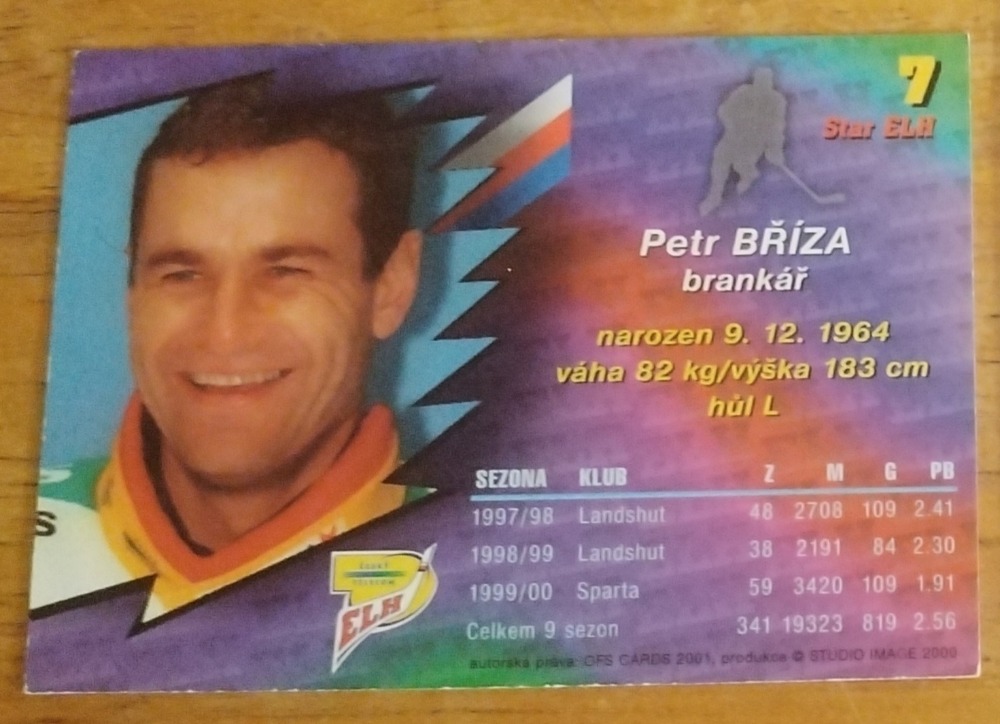 7
Star ELH
Petr BŘÍZA
brankář
narozen 9. 12. 1964
váha 82 kg/výška 183 cm
hůl L
SEZONA KLUB Z M G PB
1997/98 Landshut 48 2708 109 2.41
1998/99 Landshut 38 2191 84 2.30
1999/00 Sparta 59 3420 109 1.91
Celkem 9 sezon 341 19323 819 2.56
autorská práva: OFS CARDS 2001, produkce © STUDIO IMAGE 2000
S
ČESKÝ
TELECOM
ELH